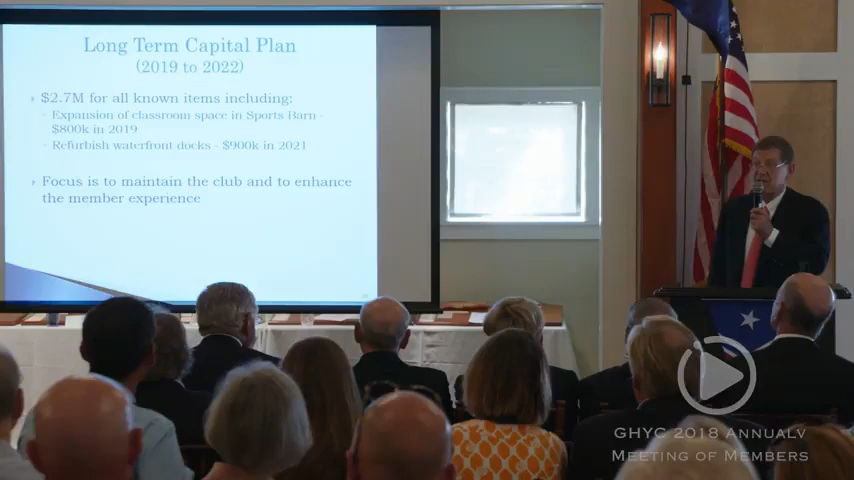 Long Term Capital Plan
(2019 to 2022)
$2.7M for all known items including:
Expansion of classroom space in Sports Barn -
$800k in 2019
Refurbish waterfront docks - $900k in 2021
Focus is to maintain the club and to enhance
the member experience
GHYC 2018 Annualv
Meeting of Members